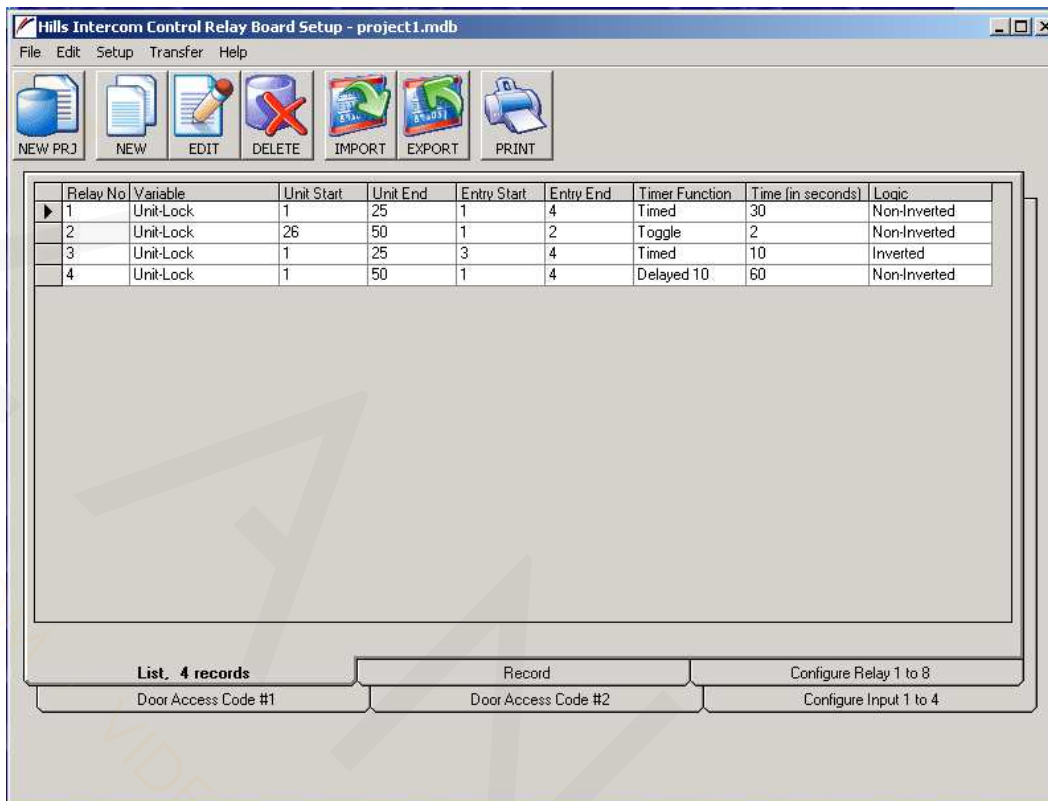 Hills Intercom Control Relay Board Setup - project1.mdb
File Edit Setup Transfer Help
NEW PRJ NEW EDIT DELETE IMPORT EXPORT PRINT
Relay No Variable Unit Start Unit End Entry Start Entry End Timer Function Time (in seconds) Logic
1 Unit-Lock 1 25 1 4 Timed 30 Non-Inverted
2 Unit-Lock 26 50 1 2 Toggle 2 Non-Inverted
3 Unit-Lock 1 25 3 4 Timed 10 Inverted
4 Unit-Lock 1 50 1 4 Delayed 10 60 Non-Inverted
List, 4 records Record Configure Relay 1 to 8
Door Access Code #1 Door Access Code #2 Configure Input 1 to 4